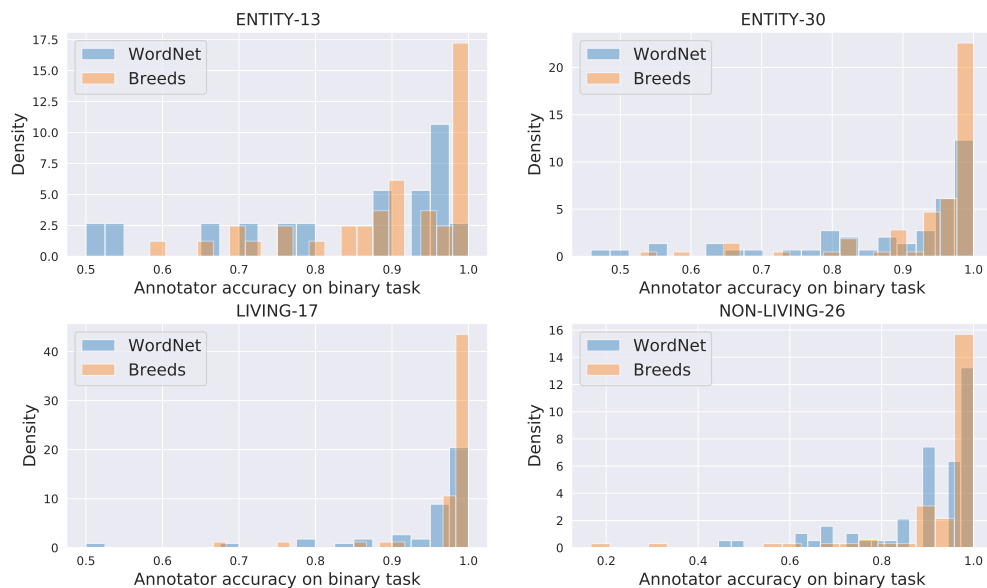 ENTITY-13
17.5
15.0
12.5
10.0
7.5
5.0
2.5
0.0
Density
WordNet
Breeds
0.5 0.6 0.7 0.8 0.9 1.0
Annotator accuracy on binary task
ENTITY-30
20
15
10
5
0
Density
WordNet
Breeds
0.5 0.6 0.7 0.8 0.9 1.0
Annotator accuracy on binary task
LIVING-17
40
30
20
10
0
Density
WordNet
Breeds
0.5 0.6 0.7 0.8 0.9 1.0
Annotator accuracy on binary task
NON-LIVING-26
16
14
12
10
8
6
4
2
0
Density
WordNet
Breeds
0.2 0.4 0.6 0.8 1.0
Annotator accuracy on binary task